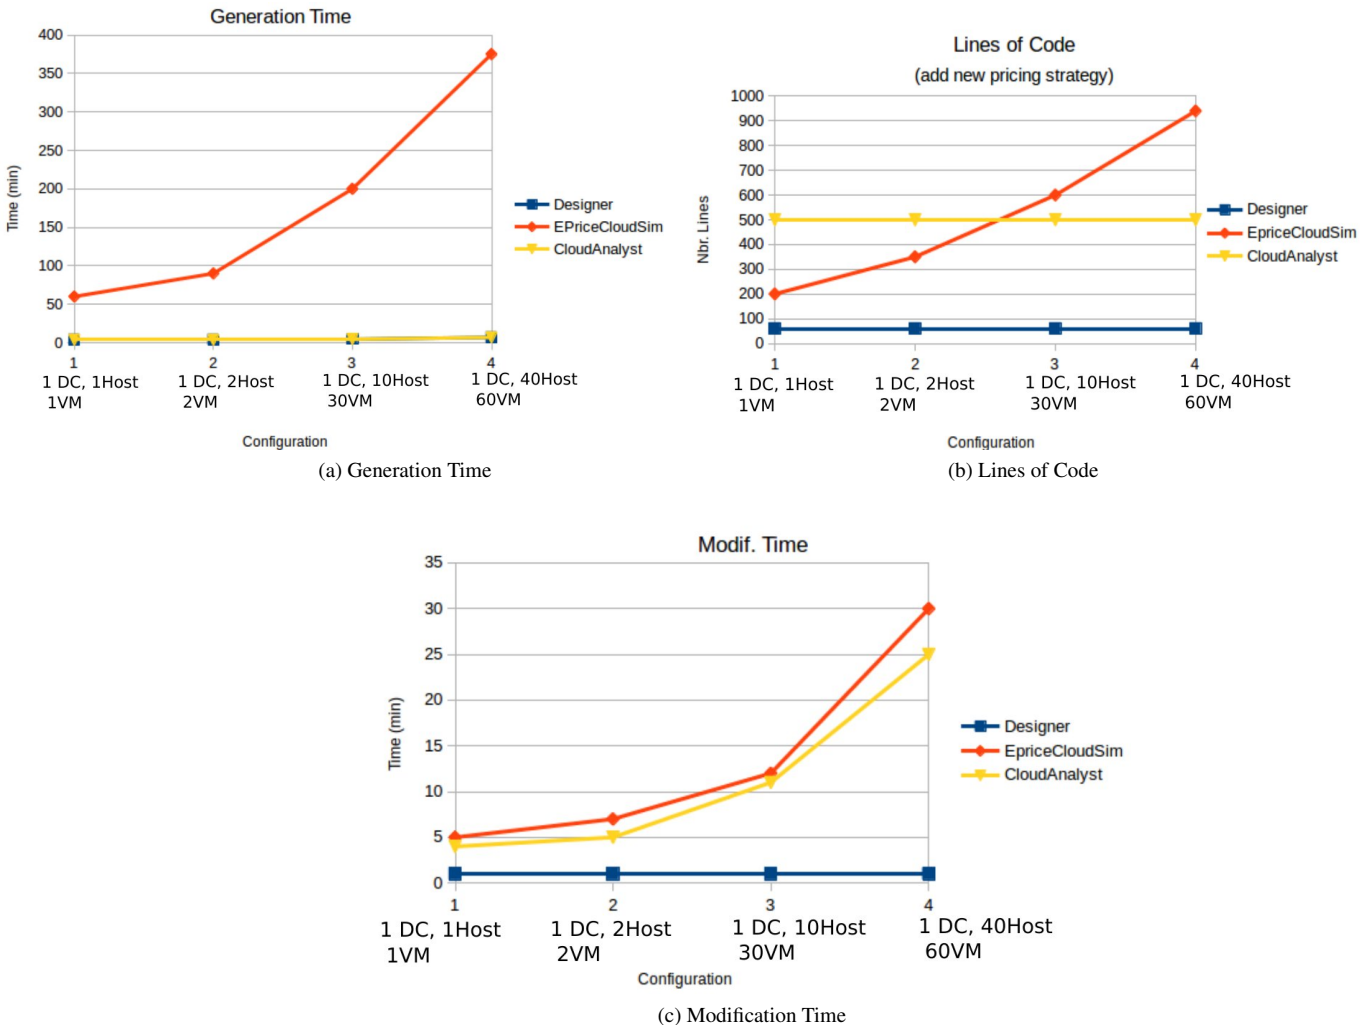 Generation Time
400
350
300
250
200
150
100
50
0
Time (min)
1 2 3 4
1 DC, 1Host 1 DC, 2Host 1 DC, 10Host 1 DC, 40Host
1VM 2VM 30VM 60VM
Configuration
Designer
EPriceCloudSim
CloudAnalyst
(a) Generation Time
Lines of Code
(add new pricing strategy)
1000
900
800
700
600
500
400
300
200
100
0
Nbr. Lines
1 2 3 4
1 DC, 1Host 1 DC, 2Host 1 DC, 10Host 1 DC, 40Host
1VM 2VM 30VM 60VM
Configuration
Designer
EpriceCloudSim
CloudAnalyst
(b) Lines of Code
Modif. Time
35
30
25
20
15
10
5
0
Time (min)
1 2 3 4
1 DC, 1Host 1 DC, 2Host 1 DC, 10Host 1 DC, 40Host
1VM 2VM 30VM 60VM
Configuration
Designer
EpriceCloudSim
CloudAnalyst
(c) Modification Time